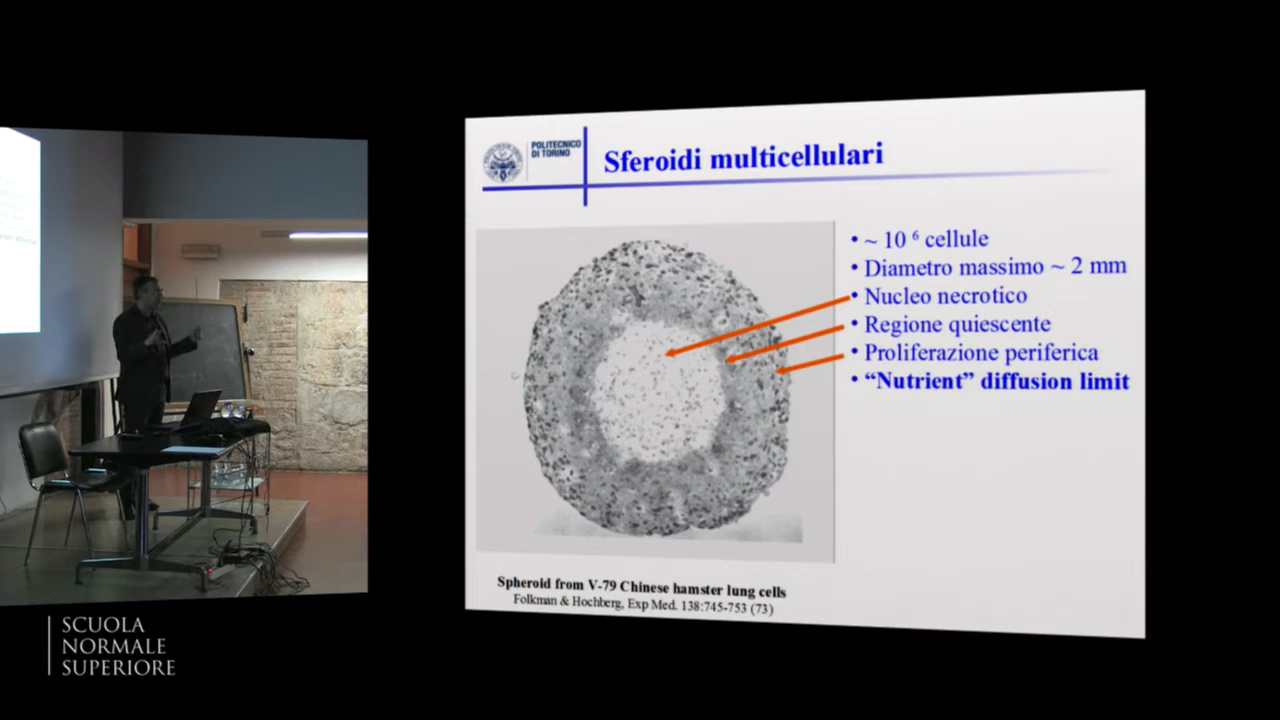 POLITECNICO
DI TORINO
Sferoidi multicellulari
• ~ 10 6 cellule
• Diametro massimo ~ 2 mm
• Nucleo necrotico
• Regione quiescente
• Proliferazione periferica
• “Nutrient” diffusion limit
Spheroid from V-79 Chinese hamster lung cells
Folkman & Hochberg, Exp Med. 138:745-753 (73)
SCUOLA
NORMALE
SUPERIORE